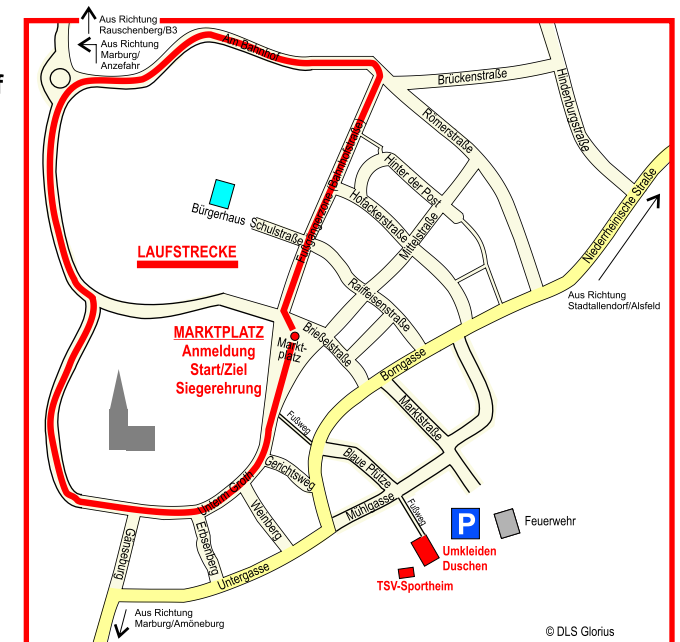 Aus Richtung
Rauschenberg/B3
Aus Richtung
Marburg/
Anzefahr
f
Am Bahnhof
Brückenstraße
Hindenburgstraße
Römerstraße
Fußgängerzone (Bahnhofstraße)
Hinter der Post
Hofackerstraße
Mittelstraße
Niederrheinische Straße
Bürgerhaus
Schulstraße
LAUFSTRECKE
Raiffeisenstraße
Aus Richtung
Stadtallendorf/Alsfeld
MARKTPLATZ
Anmeldung
Start/Ziel
Siegerehrung
Markt-
platz
Brießelstraße
Borngasse
Marktstraße
Fußweg
Blaue Pfütze
Gerichtsweg
Unterm Groth
Weinberg
Mühlgasse
Fußweg
Erbsenberg
Gänseburg
Untergasse
P
Feuerwehr
Umkleiden
Duschen
TSV-Sportheim
Aus Richtung
Marburg/Amöneburg
© DLS Glorius